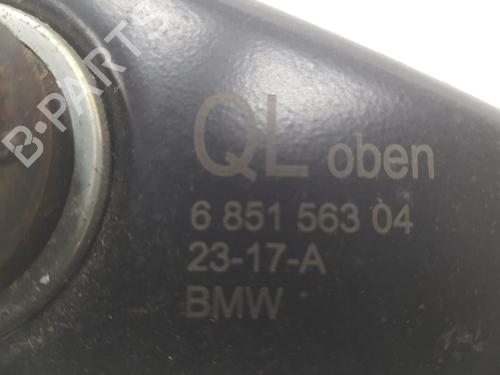 QL oben
6 851 563 04
23-17-A
BMW
B-PARTS